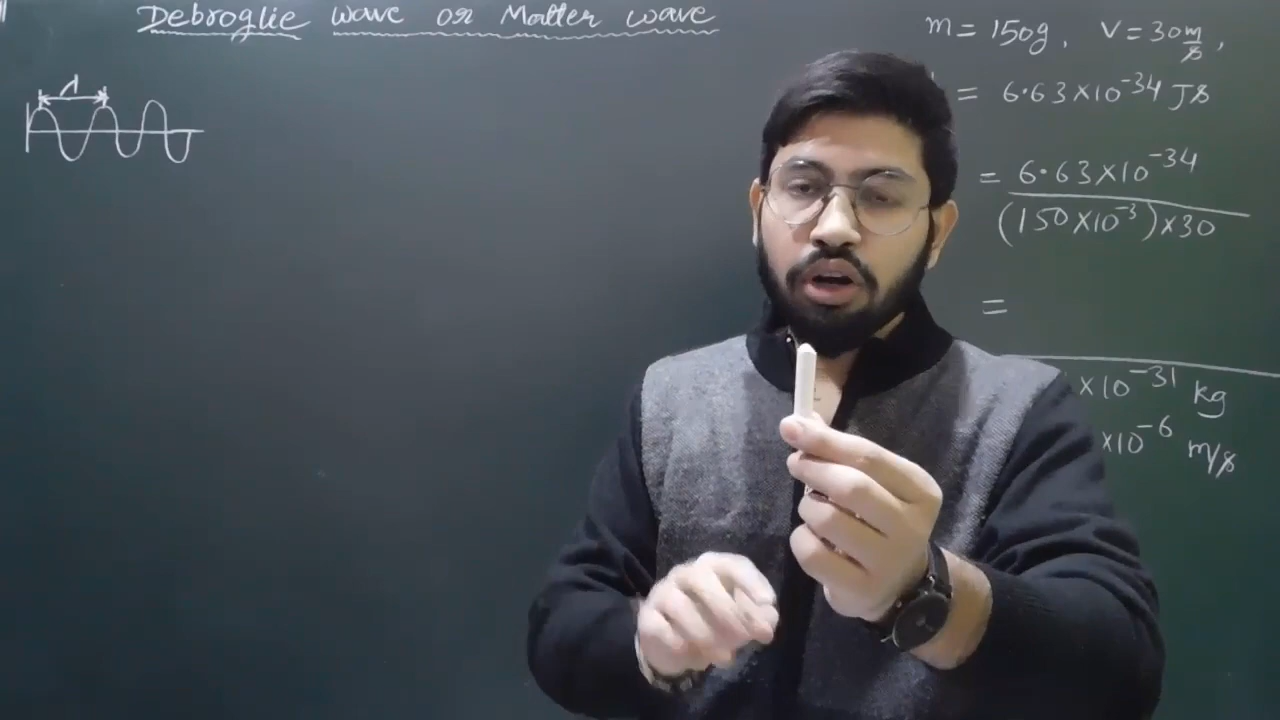 Debroglie wave or Matter wave
λ
m = 150g, V = 30 m/s,
= 6.63×10⁻³⁴ Js
= 6.63×10⁻³⁴
(150×10⁻³)×30
=
×10⁻³¹ kg
×10⁻⁶ m/s